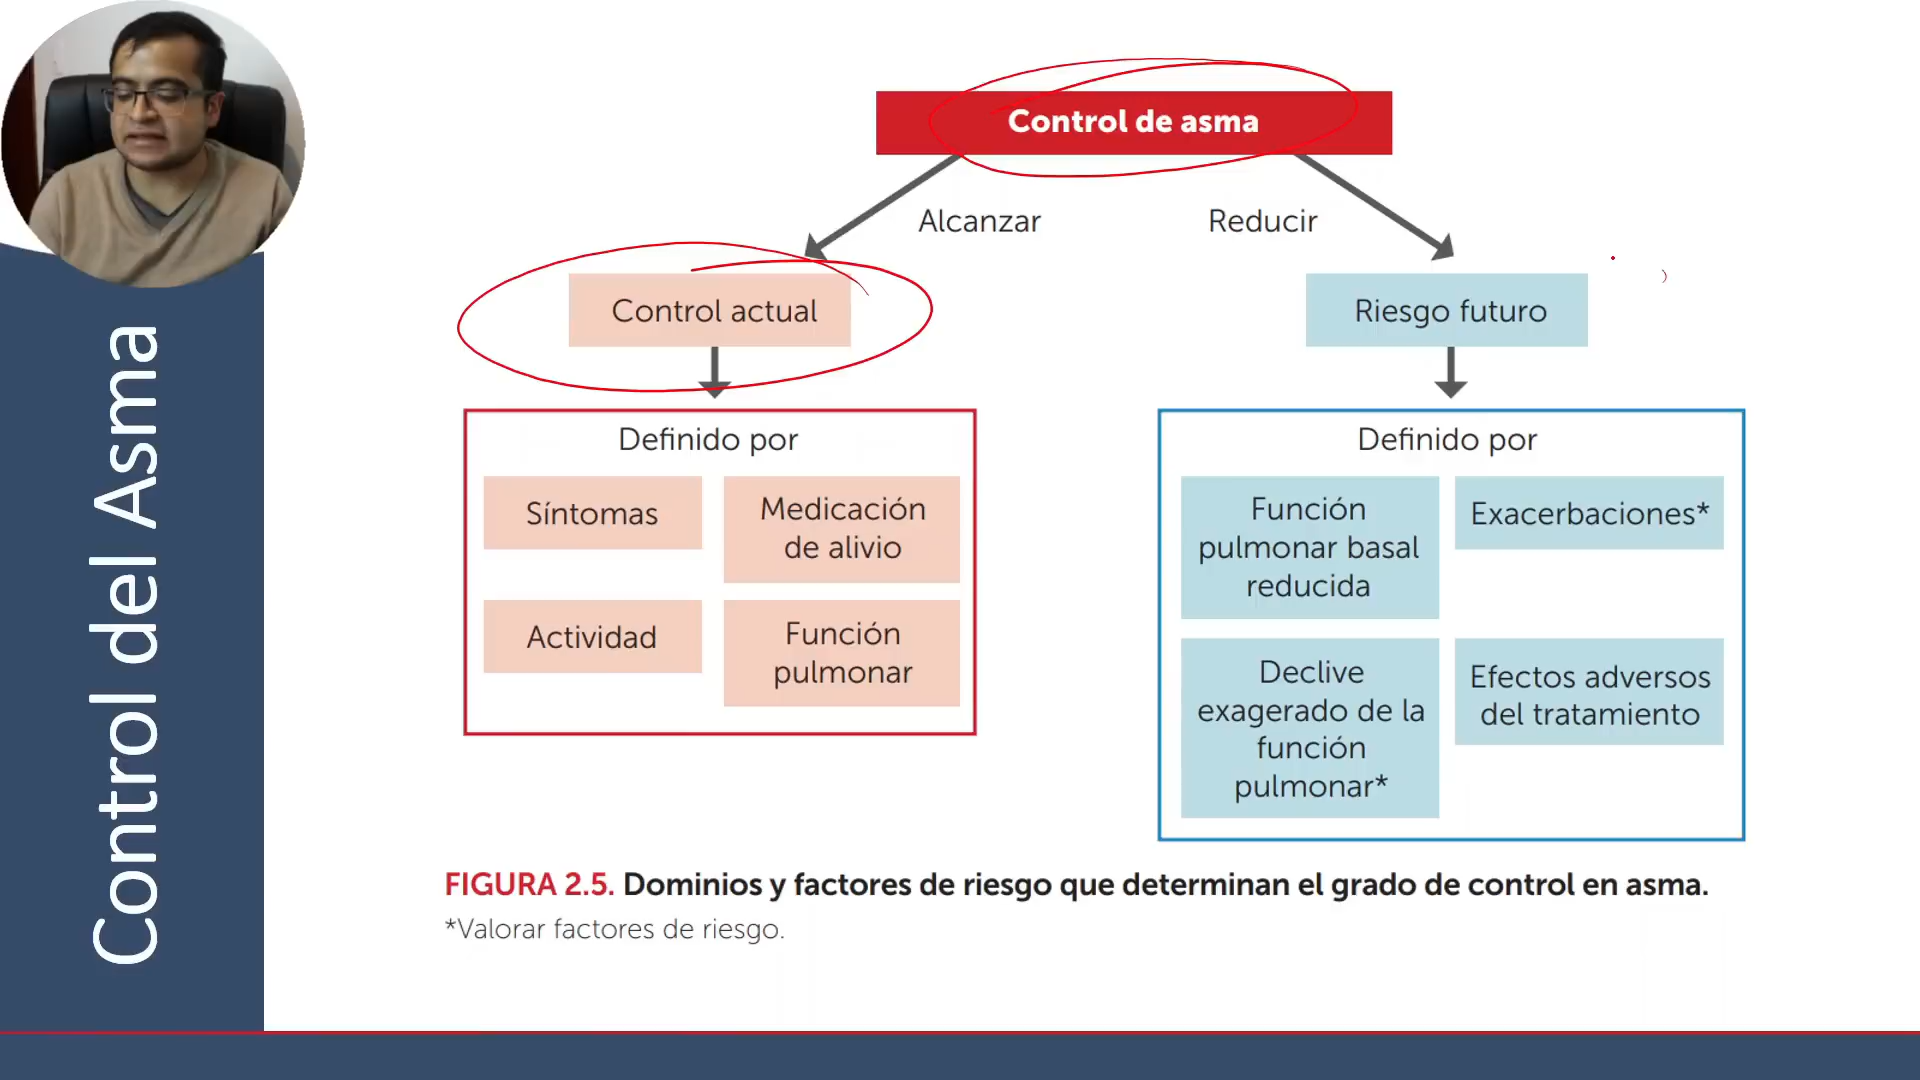 Control del Asma
Control de asma
Alcanzar
Reducir
Control actual
Riesgo futuro
Definido por
Síntomas
Medicación
de alivio
Actividad
Función
pulmonar
Definido por
Función
pulmonar basal
reducida
Exacerbaciones*
Declive
exagerado de la
función
pulmonar*
Efectos adversos
del tratamiento
FIGURA 2.5. Dominios y factores de riesgo que determinan el grado de control en asma.
*Valorar factores de riesgo.